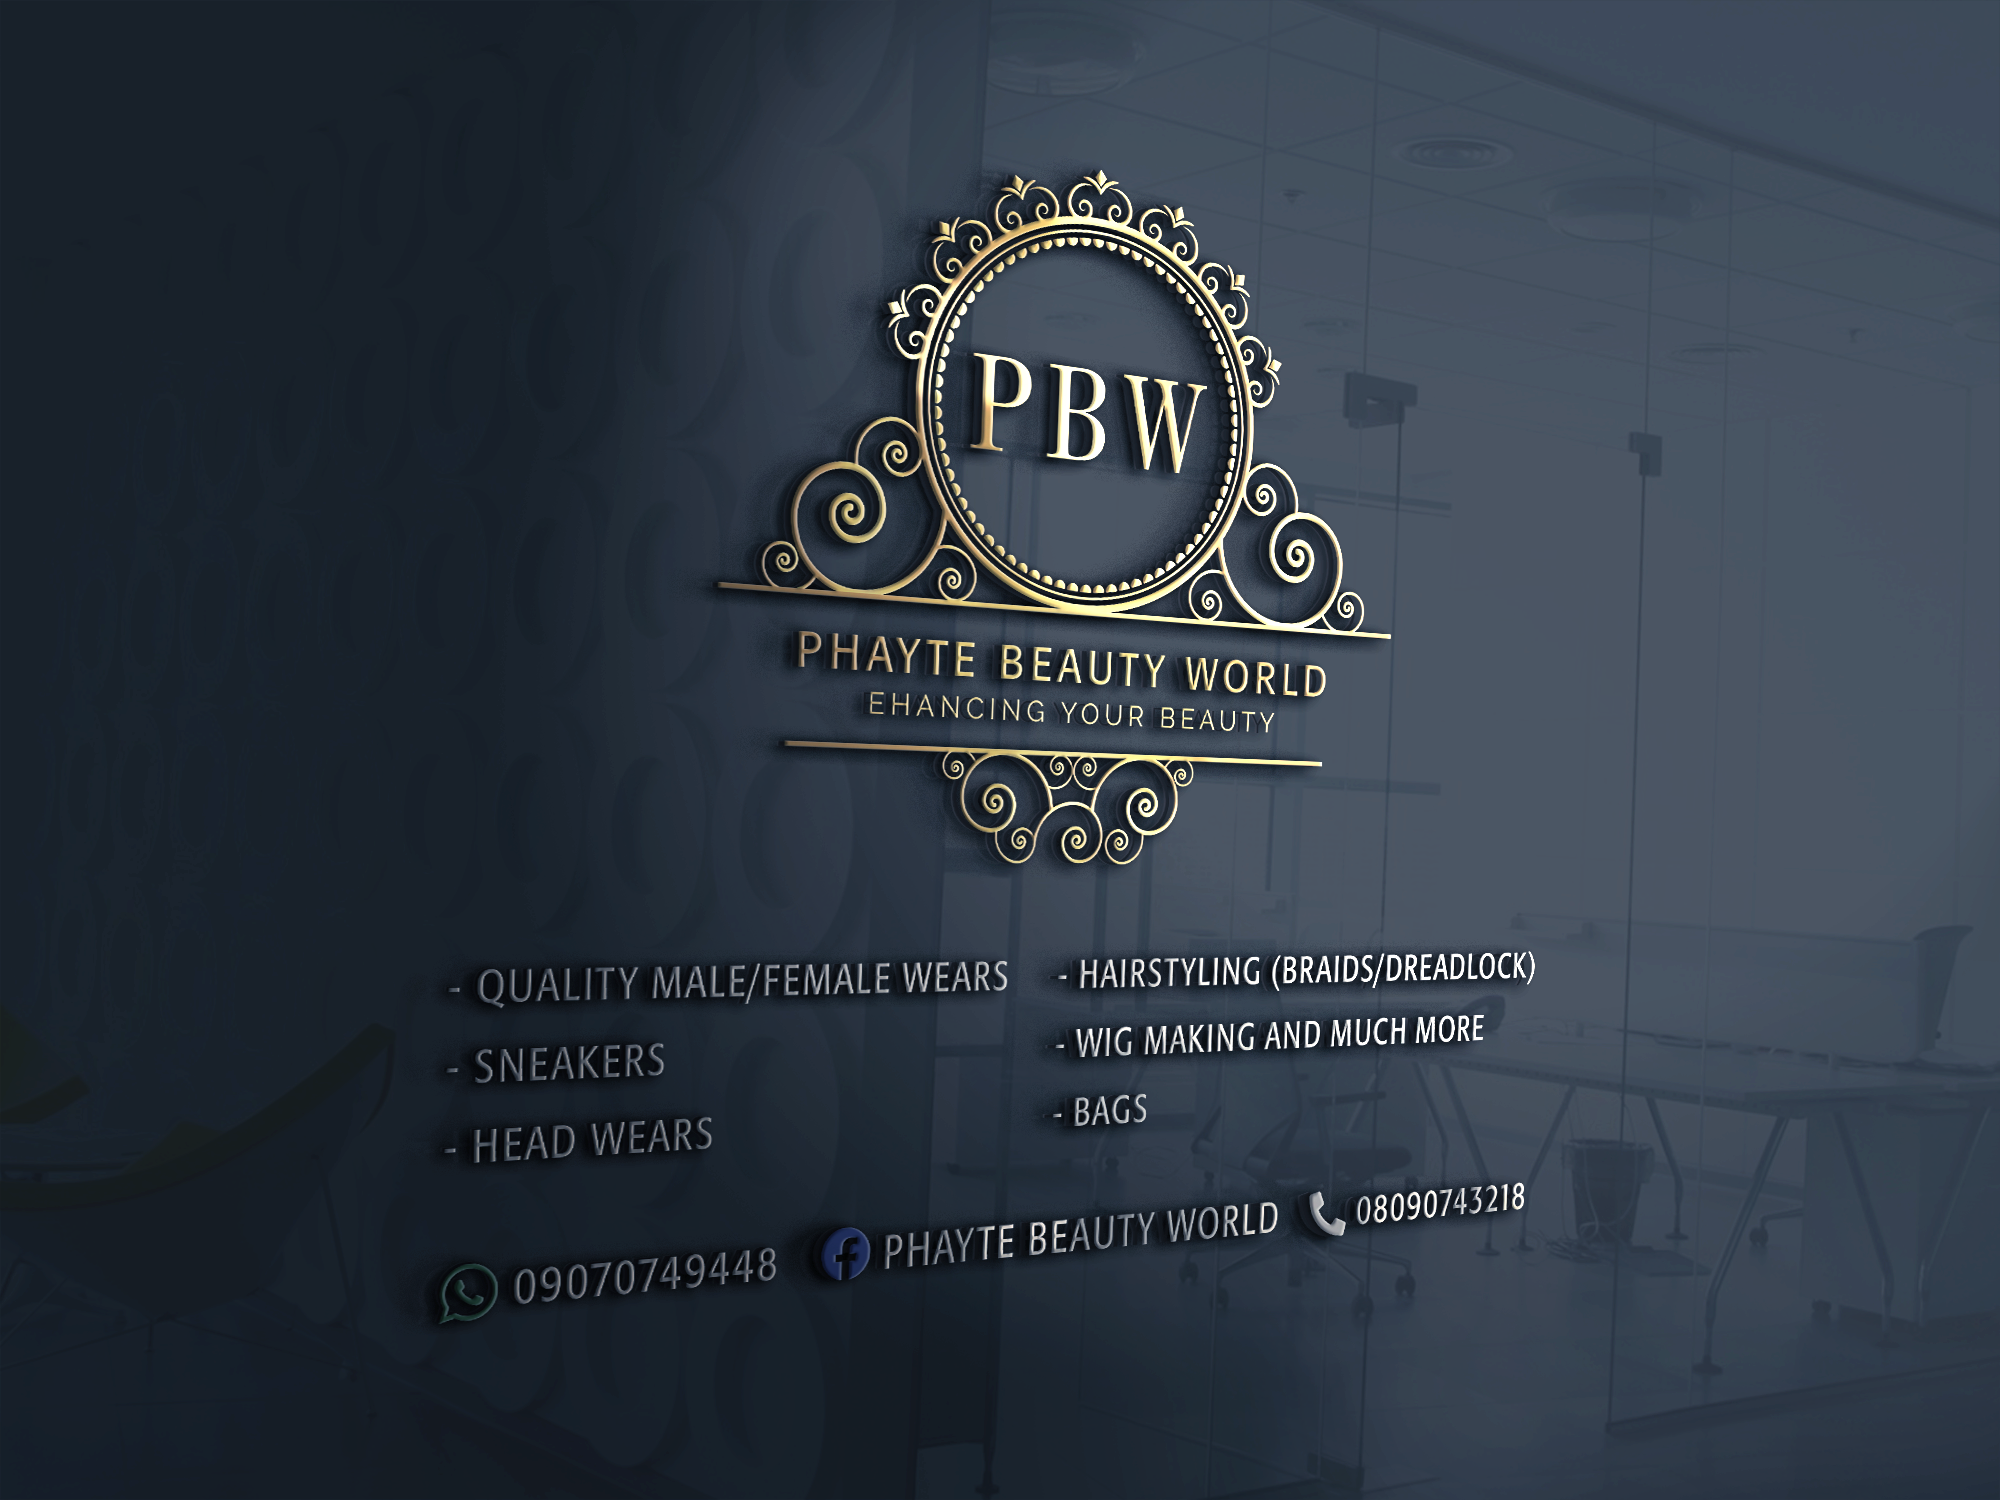 PBW
PHAYTE BEAUTY WORLD
EHANCING YOUR BEAUTY
- QUALITY MALE/FEMALE WEARS
- SNEAKERS
- HEAD WEARS
- HAIRSTYLING (BRAIDS/DREADLOCK)
- WIG MAKING AND MUCH MORE
- BAGS
09070749448
PHAYTE BEAUTY WORLD
08090743218